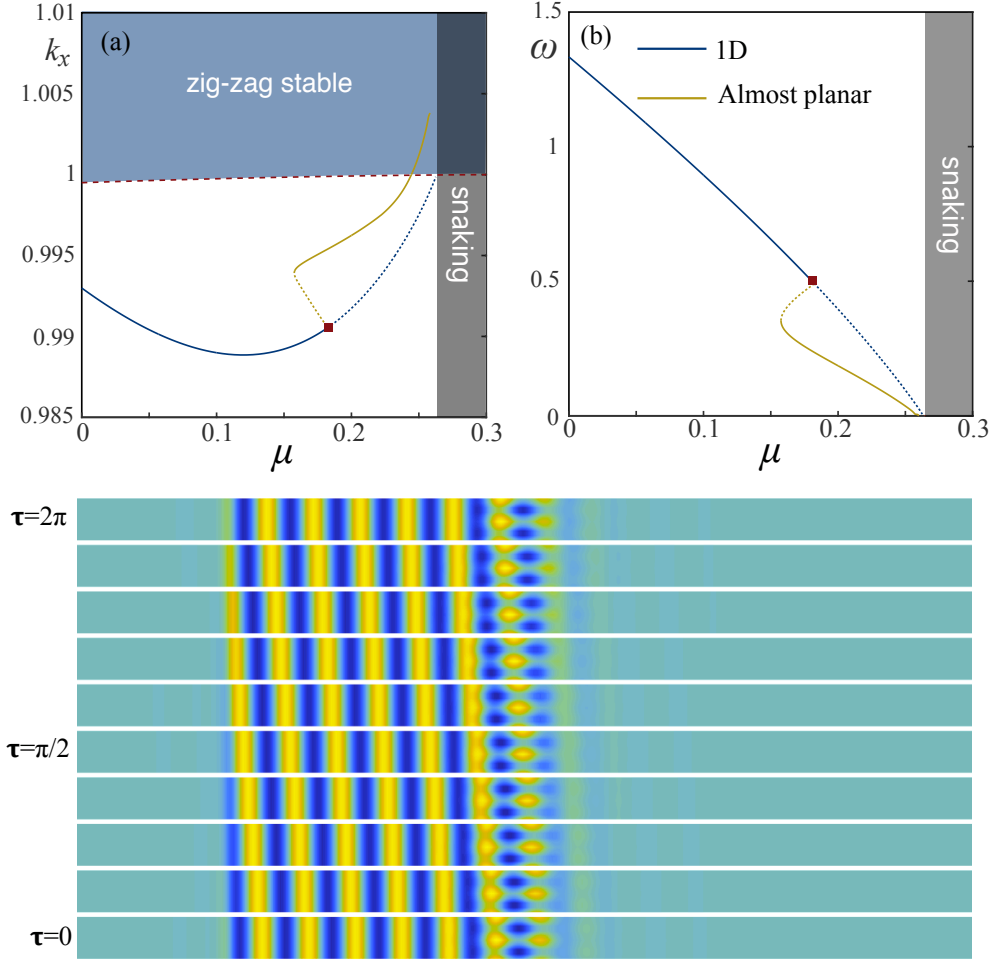 1.01
k_x
(a)
zig-zag stable
1.005
1
0.995
0.99
0.985
snaking
0
0.1
0.2
0.3
μ
1.5
ω
(b)
1D
Almost planar
1
0.5
0
snaking
0
0.1
0.2
0.3
μ
τ=2π
τ=π/2
τ=0